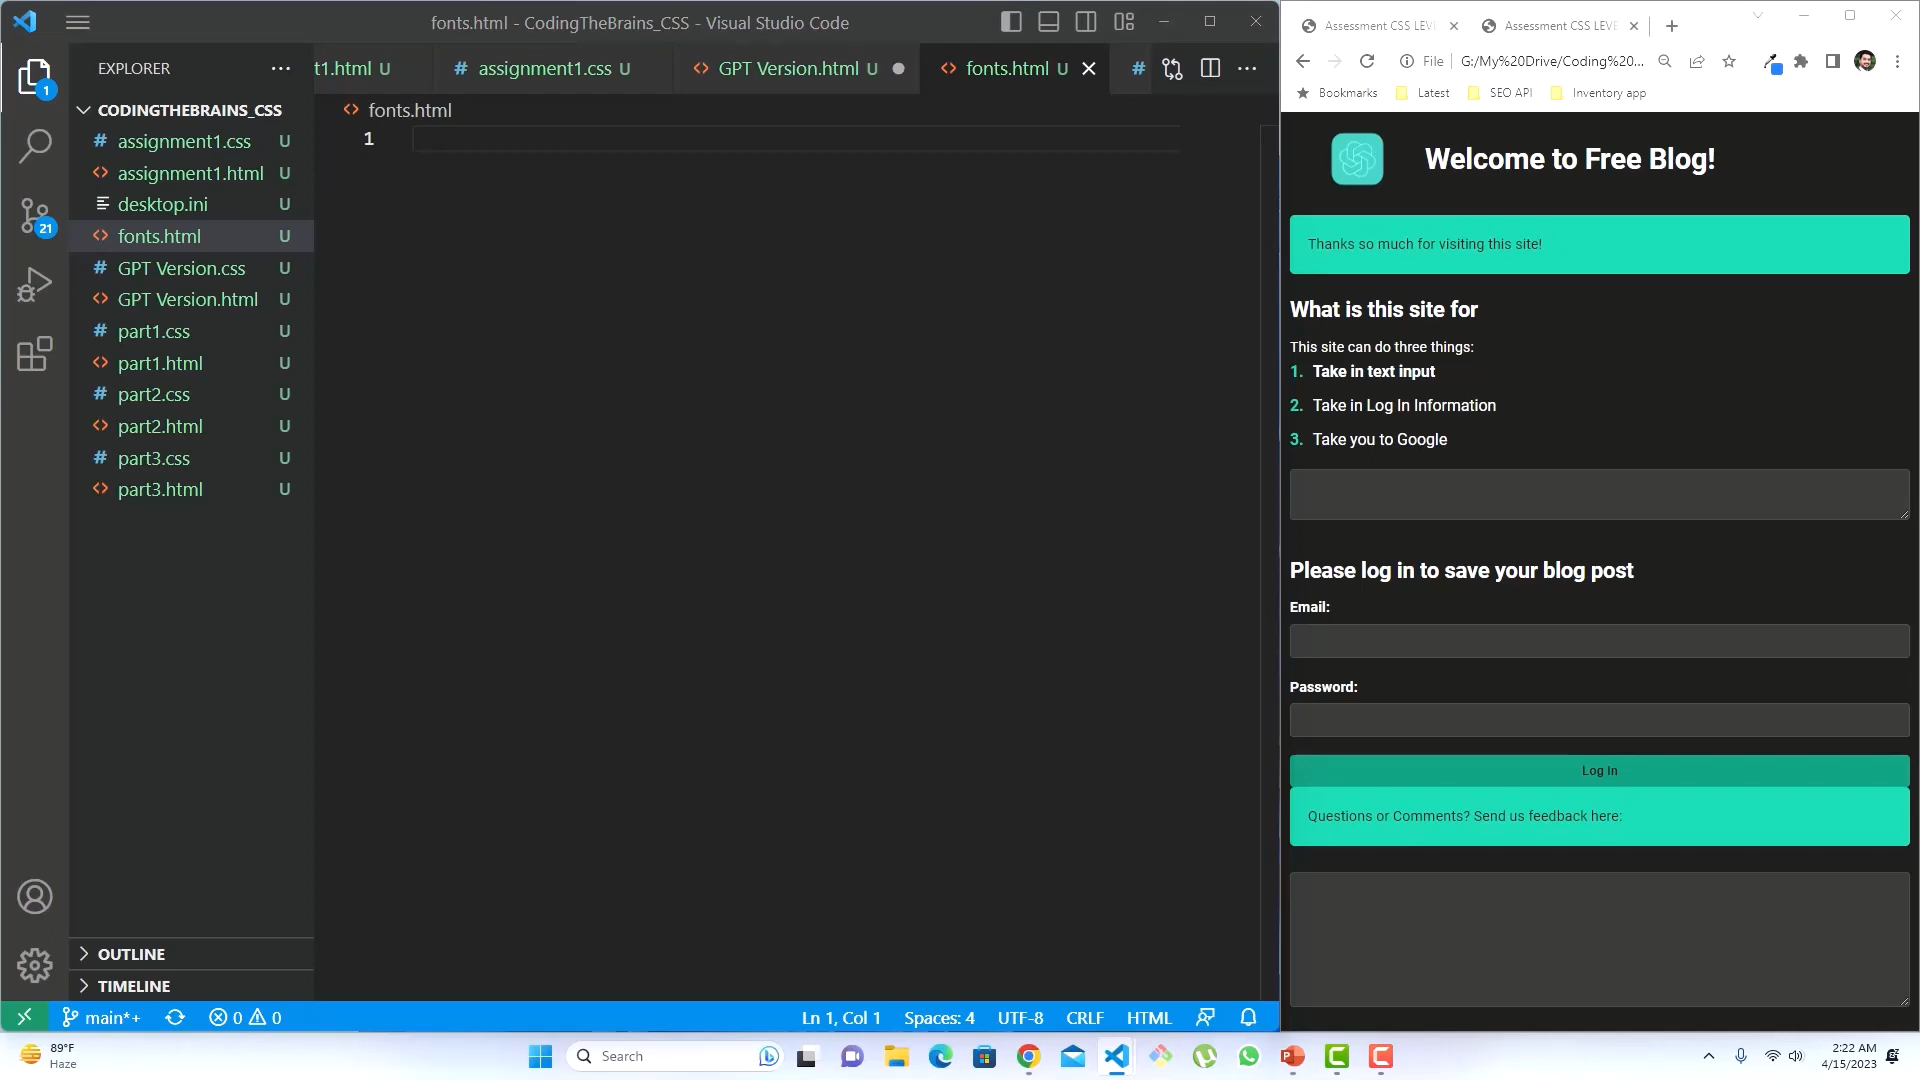 fonts.html - CodingTheBrains_CSS - Visual Studio Code
EXPLORER
t1.html U
# assignment1.css U
GPT Version.html U
fonts.html U
#
fonts.html
1
1
CODINGTHEBRAINS_CSS
# assignment1.css U
assignment1.html U
desktop.ini U
fonts.html U
# GPT Version.css U
GPT Version.html U
# part1.css U
part1.html U
# part2.css U
part2.html U
# part3.css U
part3.html U
21
OUTLINE
TIMELINE
main*+
0 0
Ln 1, Col 1
Spaces: 4
UTF-8
CRLF
HTML
Assessment CSS LEVE
Assessment CSS LEVE
File
G:/My%20Drive/Coding%20...
Bookmarks
Latest
SEO API
Inventory app
Welcome to Free Blog!
Thanks so much for visiting this site!
What is this site for
This site can do three things:
1. Take in text input
2. Take in Log In Information
3. Take you to Google
Please log in to save your blog post
Email:
Password:
Log In
Questions or Comments? Send us feedback here:
89°F
Haze
Search
2:22 AM
4/15/2023